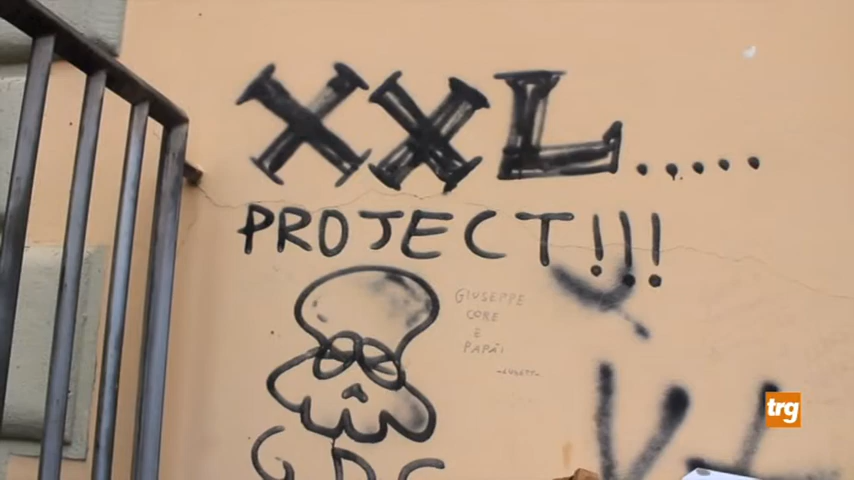 XXL.....
PROJECT!!!
GIUSEPPE
CORE
È
PAPÀ!
trg